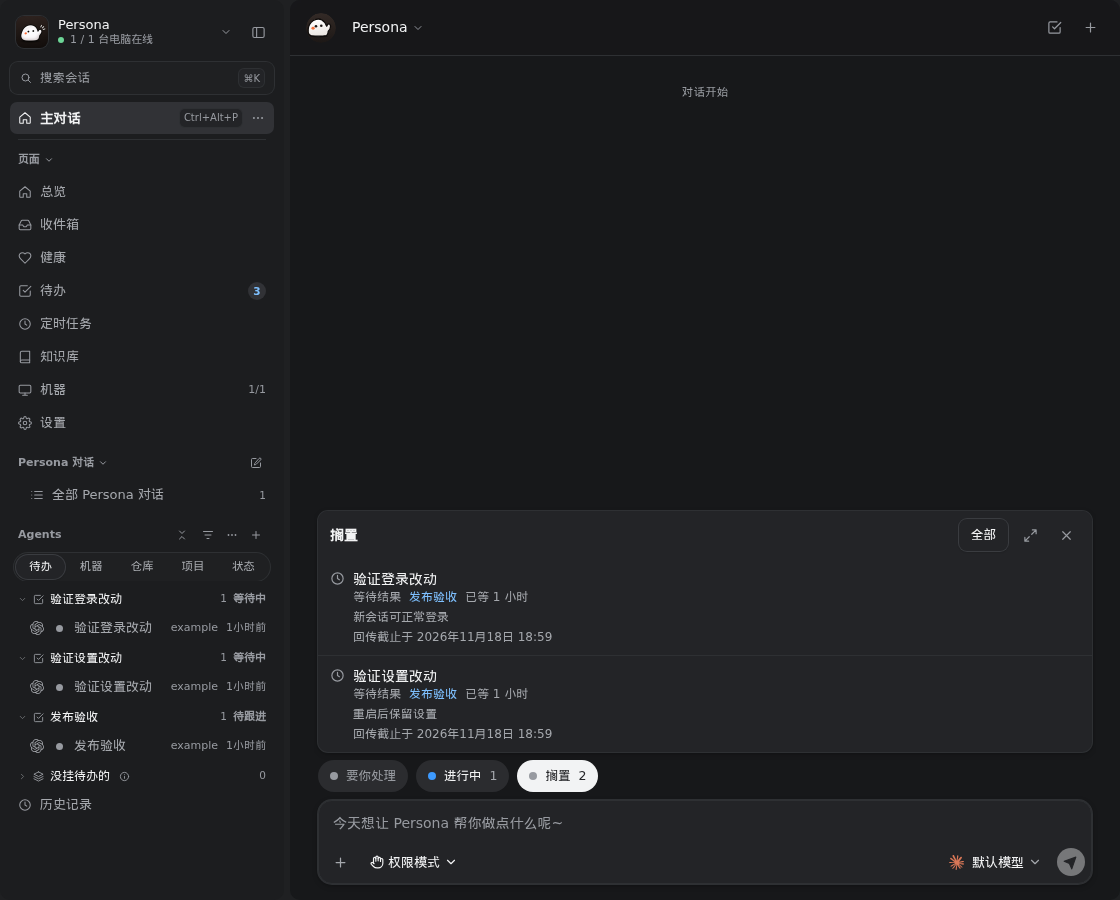 Persona
1 / 1 台电脑在线
搜索会话 ⌘K
主对话 Ctrl+Alt+P
页面
总览
收件箱
健康
待办 3
定时任务
知识库
机器 1/1
设置
Persona 对话
全部 Persona 对话 1
Agents
待办 机器 仓库 项目 状态
验证登录改动 1 等待中
验证登录改动 example 1小时前
验证设置改动 1 等待中
验证设置改动 example 1小时前
发布验收 1 待跟进
发布验收 example 1小时前
没挂待办的 0
历史记录
Persona
对话开始
搁置 全部
验证登录改动
等待结果 发布验收 已等 1 小时
新会话可正常登录
回传截止于 2026年11月18日 18:59
验证设置改动
等待结果 发布验收 已等 1 小时
重启后保留设置
回传截止于 2026年11月18日 18:59
要你处理 进行中 1 搁置 2
今天想让 Persona 帮你做点什么呢~
权限模式 默认模型